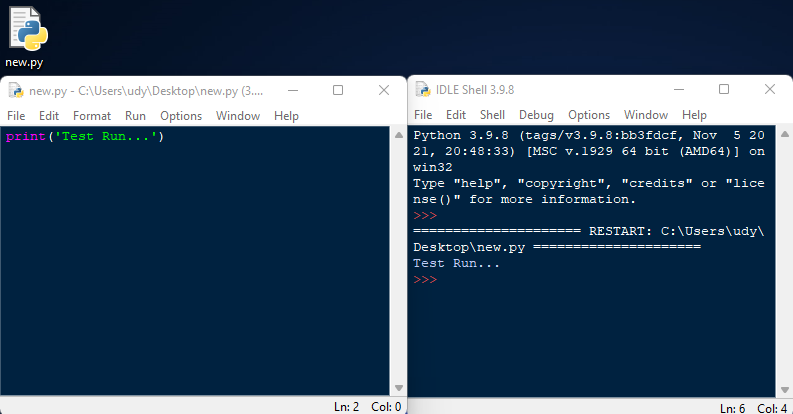 new.py
new.py - C:\Users\udy\Desktop\new.py (3....
File Edit Format Run Options Window Help
print('Test Run...')
Ln: 2 Col: 0
IDLE Shell 3.9.8
File Edit Shell Debug Options Window Help
Python 3.9.8 (tags/v3.9.8:bb3fdcf, Nov  5 20
21, 20:48:33) [MSC v.1929 64 bit (AMD64)] on
win32
Type "help", "copyright", "credits" or "lice
nse()" for more information.
>>>
===================== RESTART: C:\Users\udy\
Desktop\new.py =====================
Test Run...
>>>
Ln: 6 Col: 4